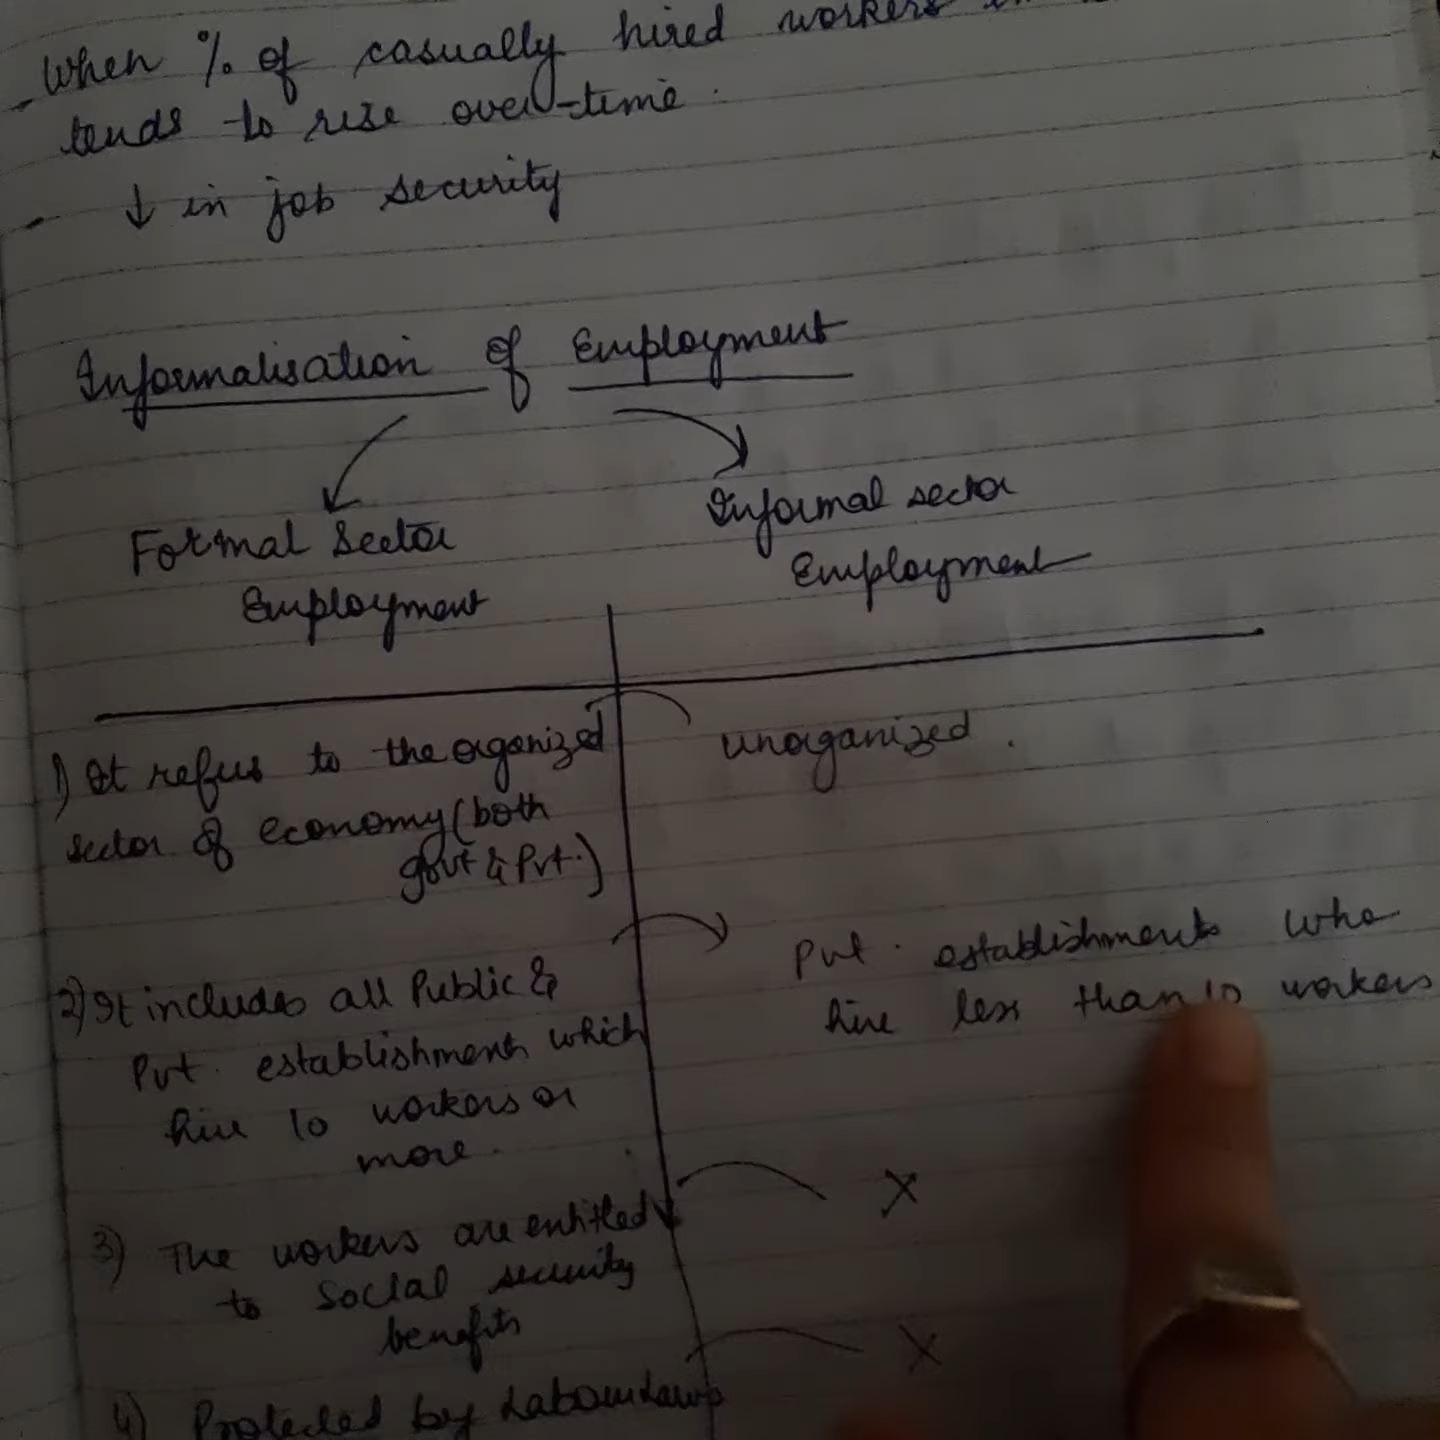 When % of casually hired workers in
tends to rise over-time.
↓ in job security
Informalisation of Employment
Formal Sector
Employment
Informal sector
Employment
1) It refers to the organized
sector of economy (both
govt & Pvt.)
unorganized.
2) It includes all Public &
Pvt. establishments which
hire 10 workers or
more.
Pvt. establishments who
hire less than 10 workers
3) The workers are entitled
to social security
benefits
X
4) Protected by Labour Laws
X